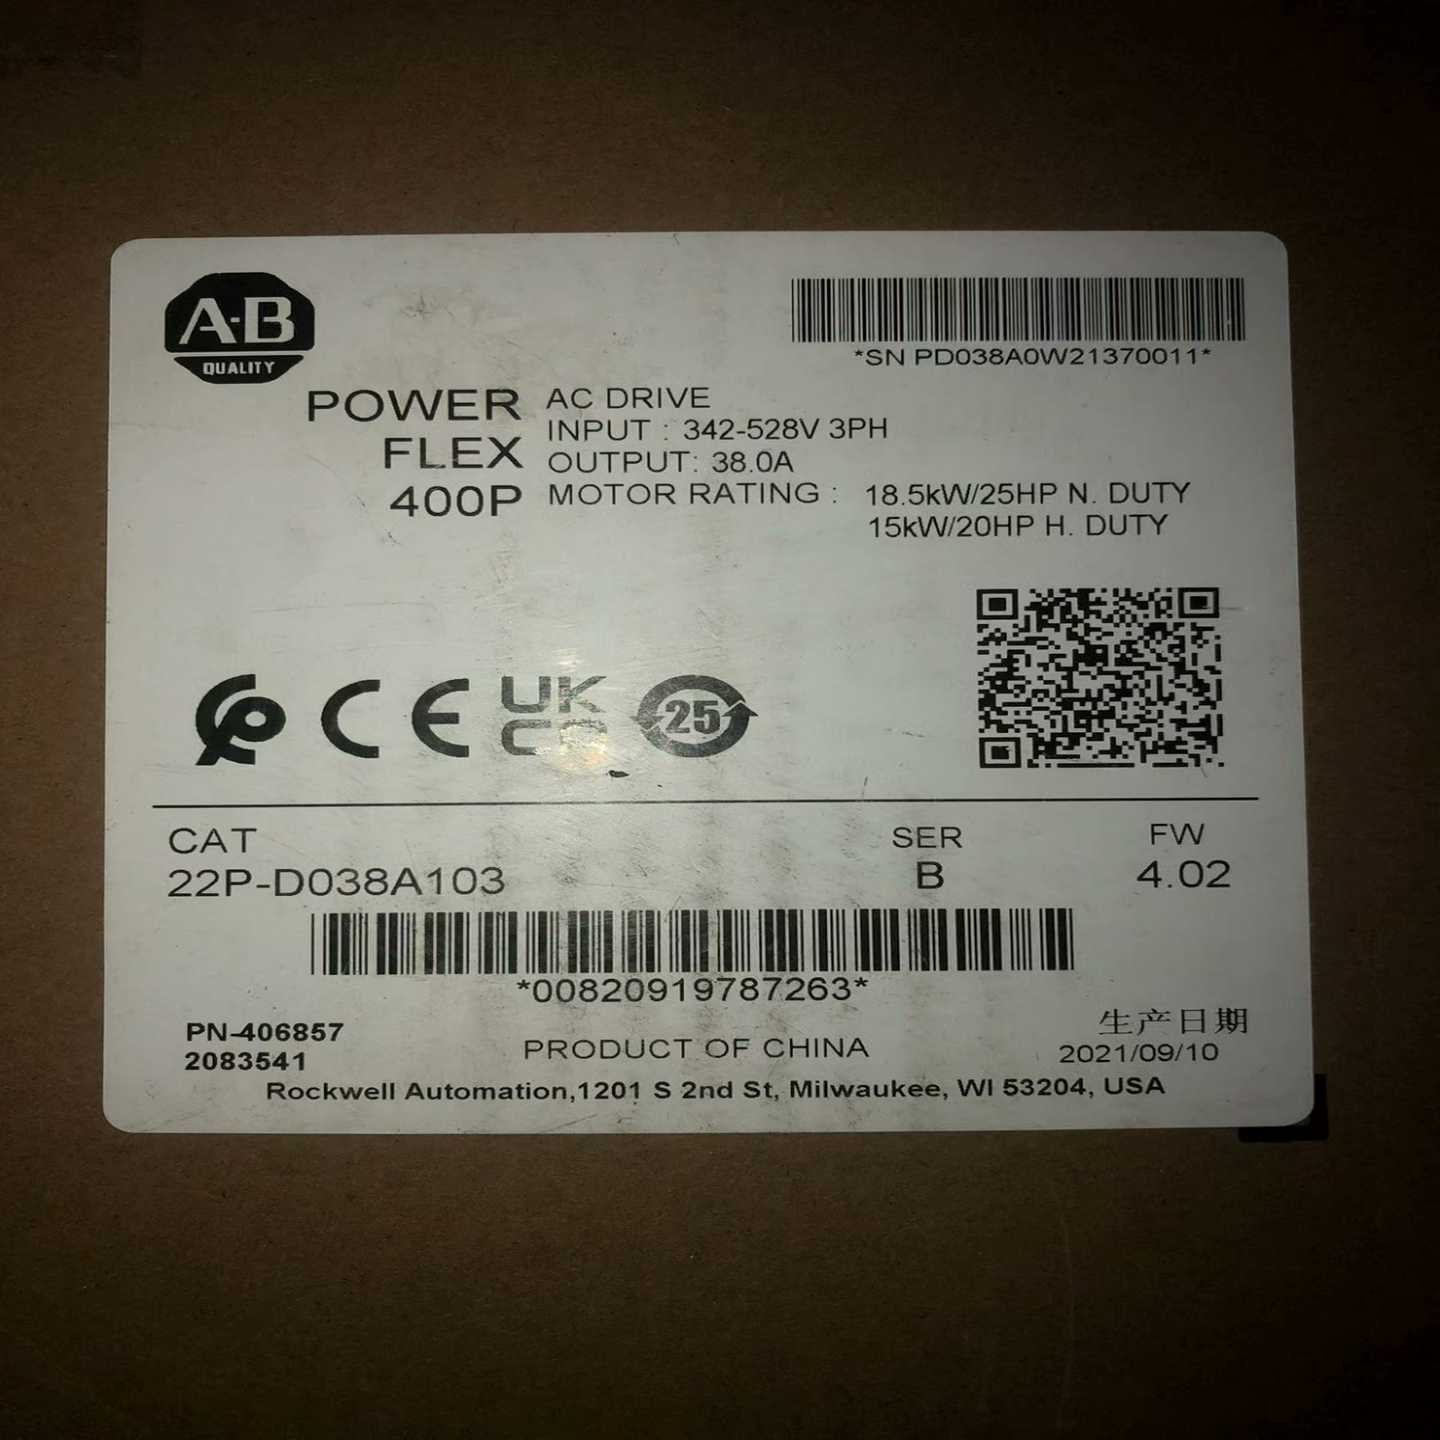 A-B
QUALITY
*SN PD038A0W21370011*
POWER
FLEX
400P
AC DRIVE
INPUT : 342-528V 3PH
OUTPUT: 38.0A
MOTOR RATING : 18.5kW/25HP N. DUTY
15kW/20HP H. DUTY
CE
UK
CA
25
CAT
22P-D038A103
SER
B
FW
4.02
*00820919787263*
PN-406857
2083541
PRODUCT OF CHINA
生产日期
2021/09/10
Rockwell Automation,1201 S 2nd St, Milwaukee, WI 53204, USA